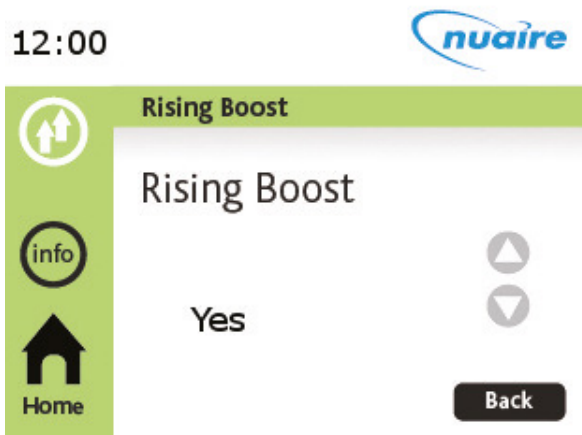 12:00
nuaire
Rising Boost
Rising Boost
info
Yes
Home
Back